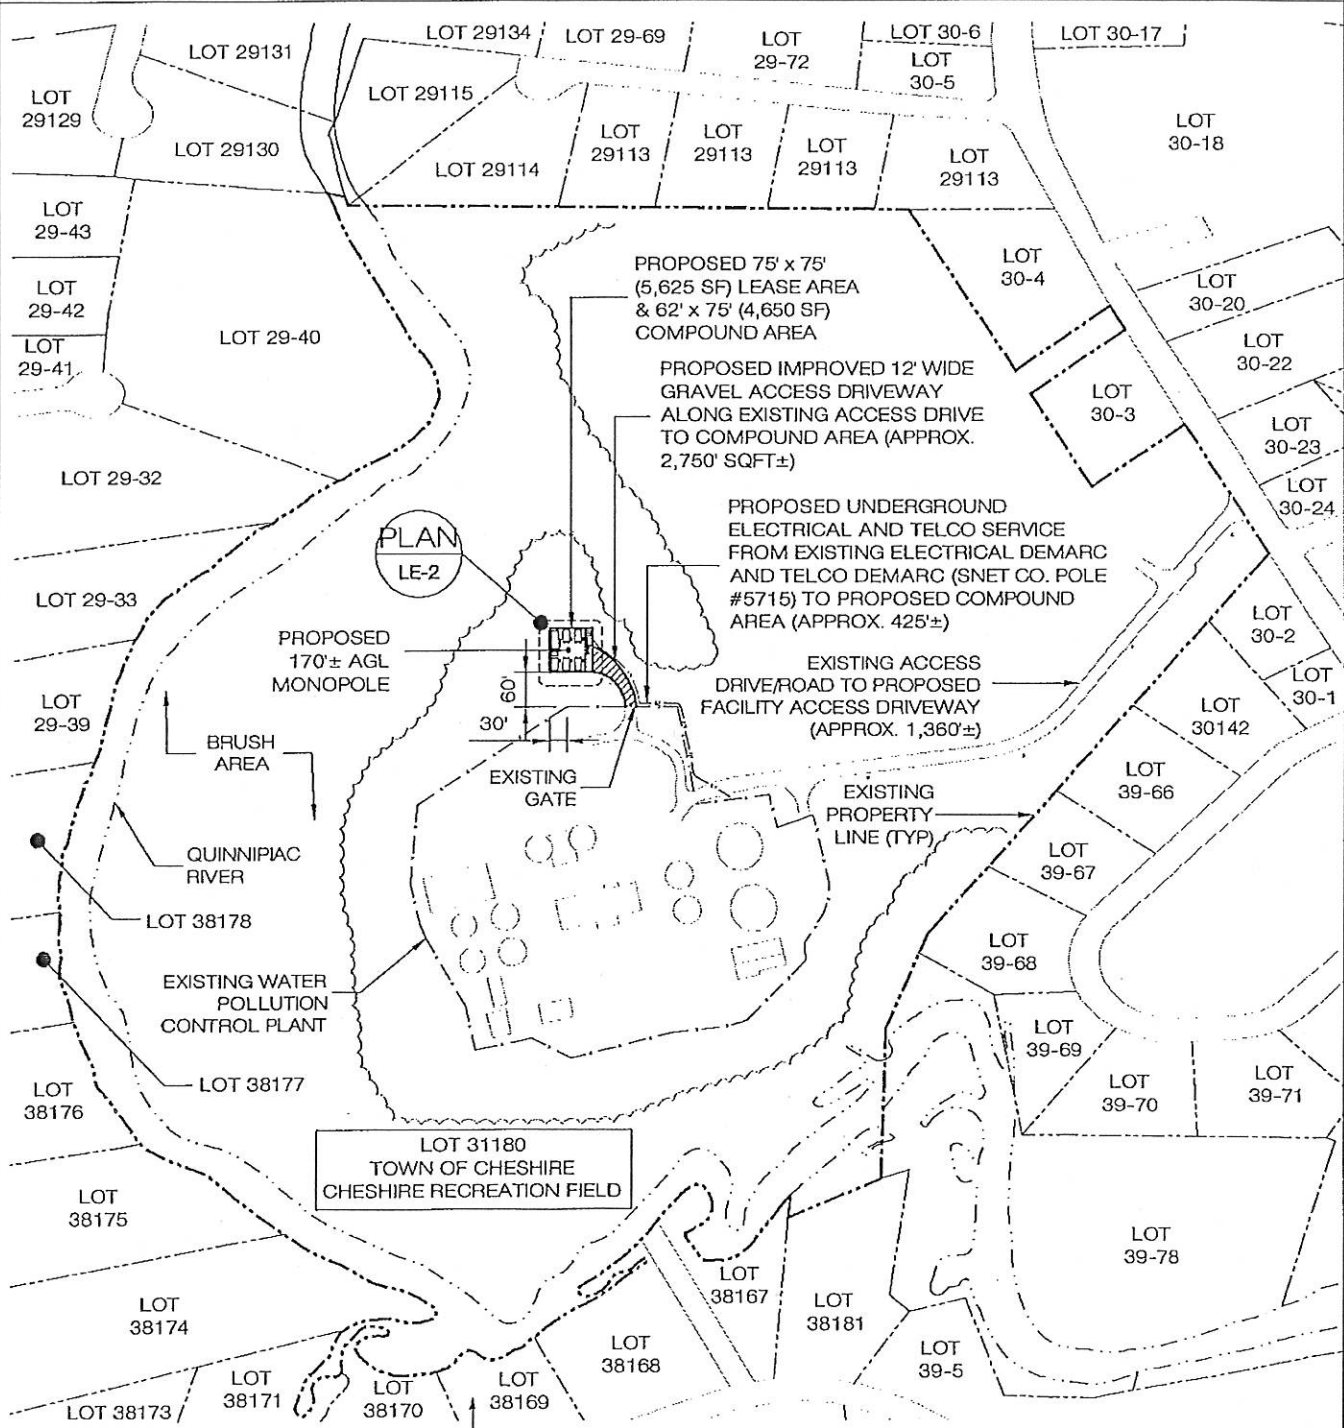 LOT 29134
LOT 29-69
LOT
29-72
LOT 30-6
LOT 30-17
LOT 29131
LOT
30-5
LOT
29129
LOT 29115
LOT
30-18
LOT 29130
LOT 29114
LOT
29113
LOT
29113
LOT
29113
LOT
29113
LOT
29-43
LOT
30-4
LOT
29-42
LOT
30-20
LOT 29-40
LOT
29-41
LOT
30-22
PROPOSED 75' x 75'
(5,625 SF) LEASE AREA
& 62' x 75' (4,650 SF)
COMPOUND AREA
PROPOSED IMPROVED 12' WIDE
GRAVEL ACCESS DRIVEWAY
ALONG EXISTING ACCESS DRIVE
TO COMPOUND AREA (APPROX.
2,750' SQFT±)
LOT
30-3
LOT
30-23
LOT 29-32
LOT
30-24
PLAN
LE-2
PROPOSED UNDERGROUND
ELECTRICAL AND TELCO SERVICE
FROM EXISTING ELECTRICAL DEMARC
AND TELCO DEMARC (SNET CO. POLE
#5715) TO PROPOSED COMPOUND
AREA (APPROX. 425'±)
LOT 29-33
LOT
30-2
PROPOSED
170'± AGL
MONOPOLE
EXISTING ACCESS
DRIVE/ROAD TO PROPOSED
FACILITY ACCESS DRIVEWAY
(APPROX. 1,360'±)
LOT
30-1
LOT
29-39
60'
30'
LOT
30142
BRUSH
AREA
EXISTING
GATE
LOT
39-66
EXISTING
PROPERTY
LINE (TYP)
QUINNIPIAC
RIVER
LOT
39-67
LOT 38178
LOT
39-68
EXISTING WATER
POLLUTION
CONTROL PLANT
LOT
39-69
LOT 38177
LOT
38176
LOT
39-70
LOT
39-71
LOT 31180
TOWN OF CHESHIRE
CHESHIRE RECREATION FIELD
LOT
38175
LOT
39-78
LOT
38174
LOT
38167
LOT
38181
LOT
38168
LOT
39-5
LOT 38173
LOT
38171
LOT
38170
LOT
38169